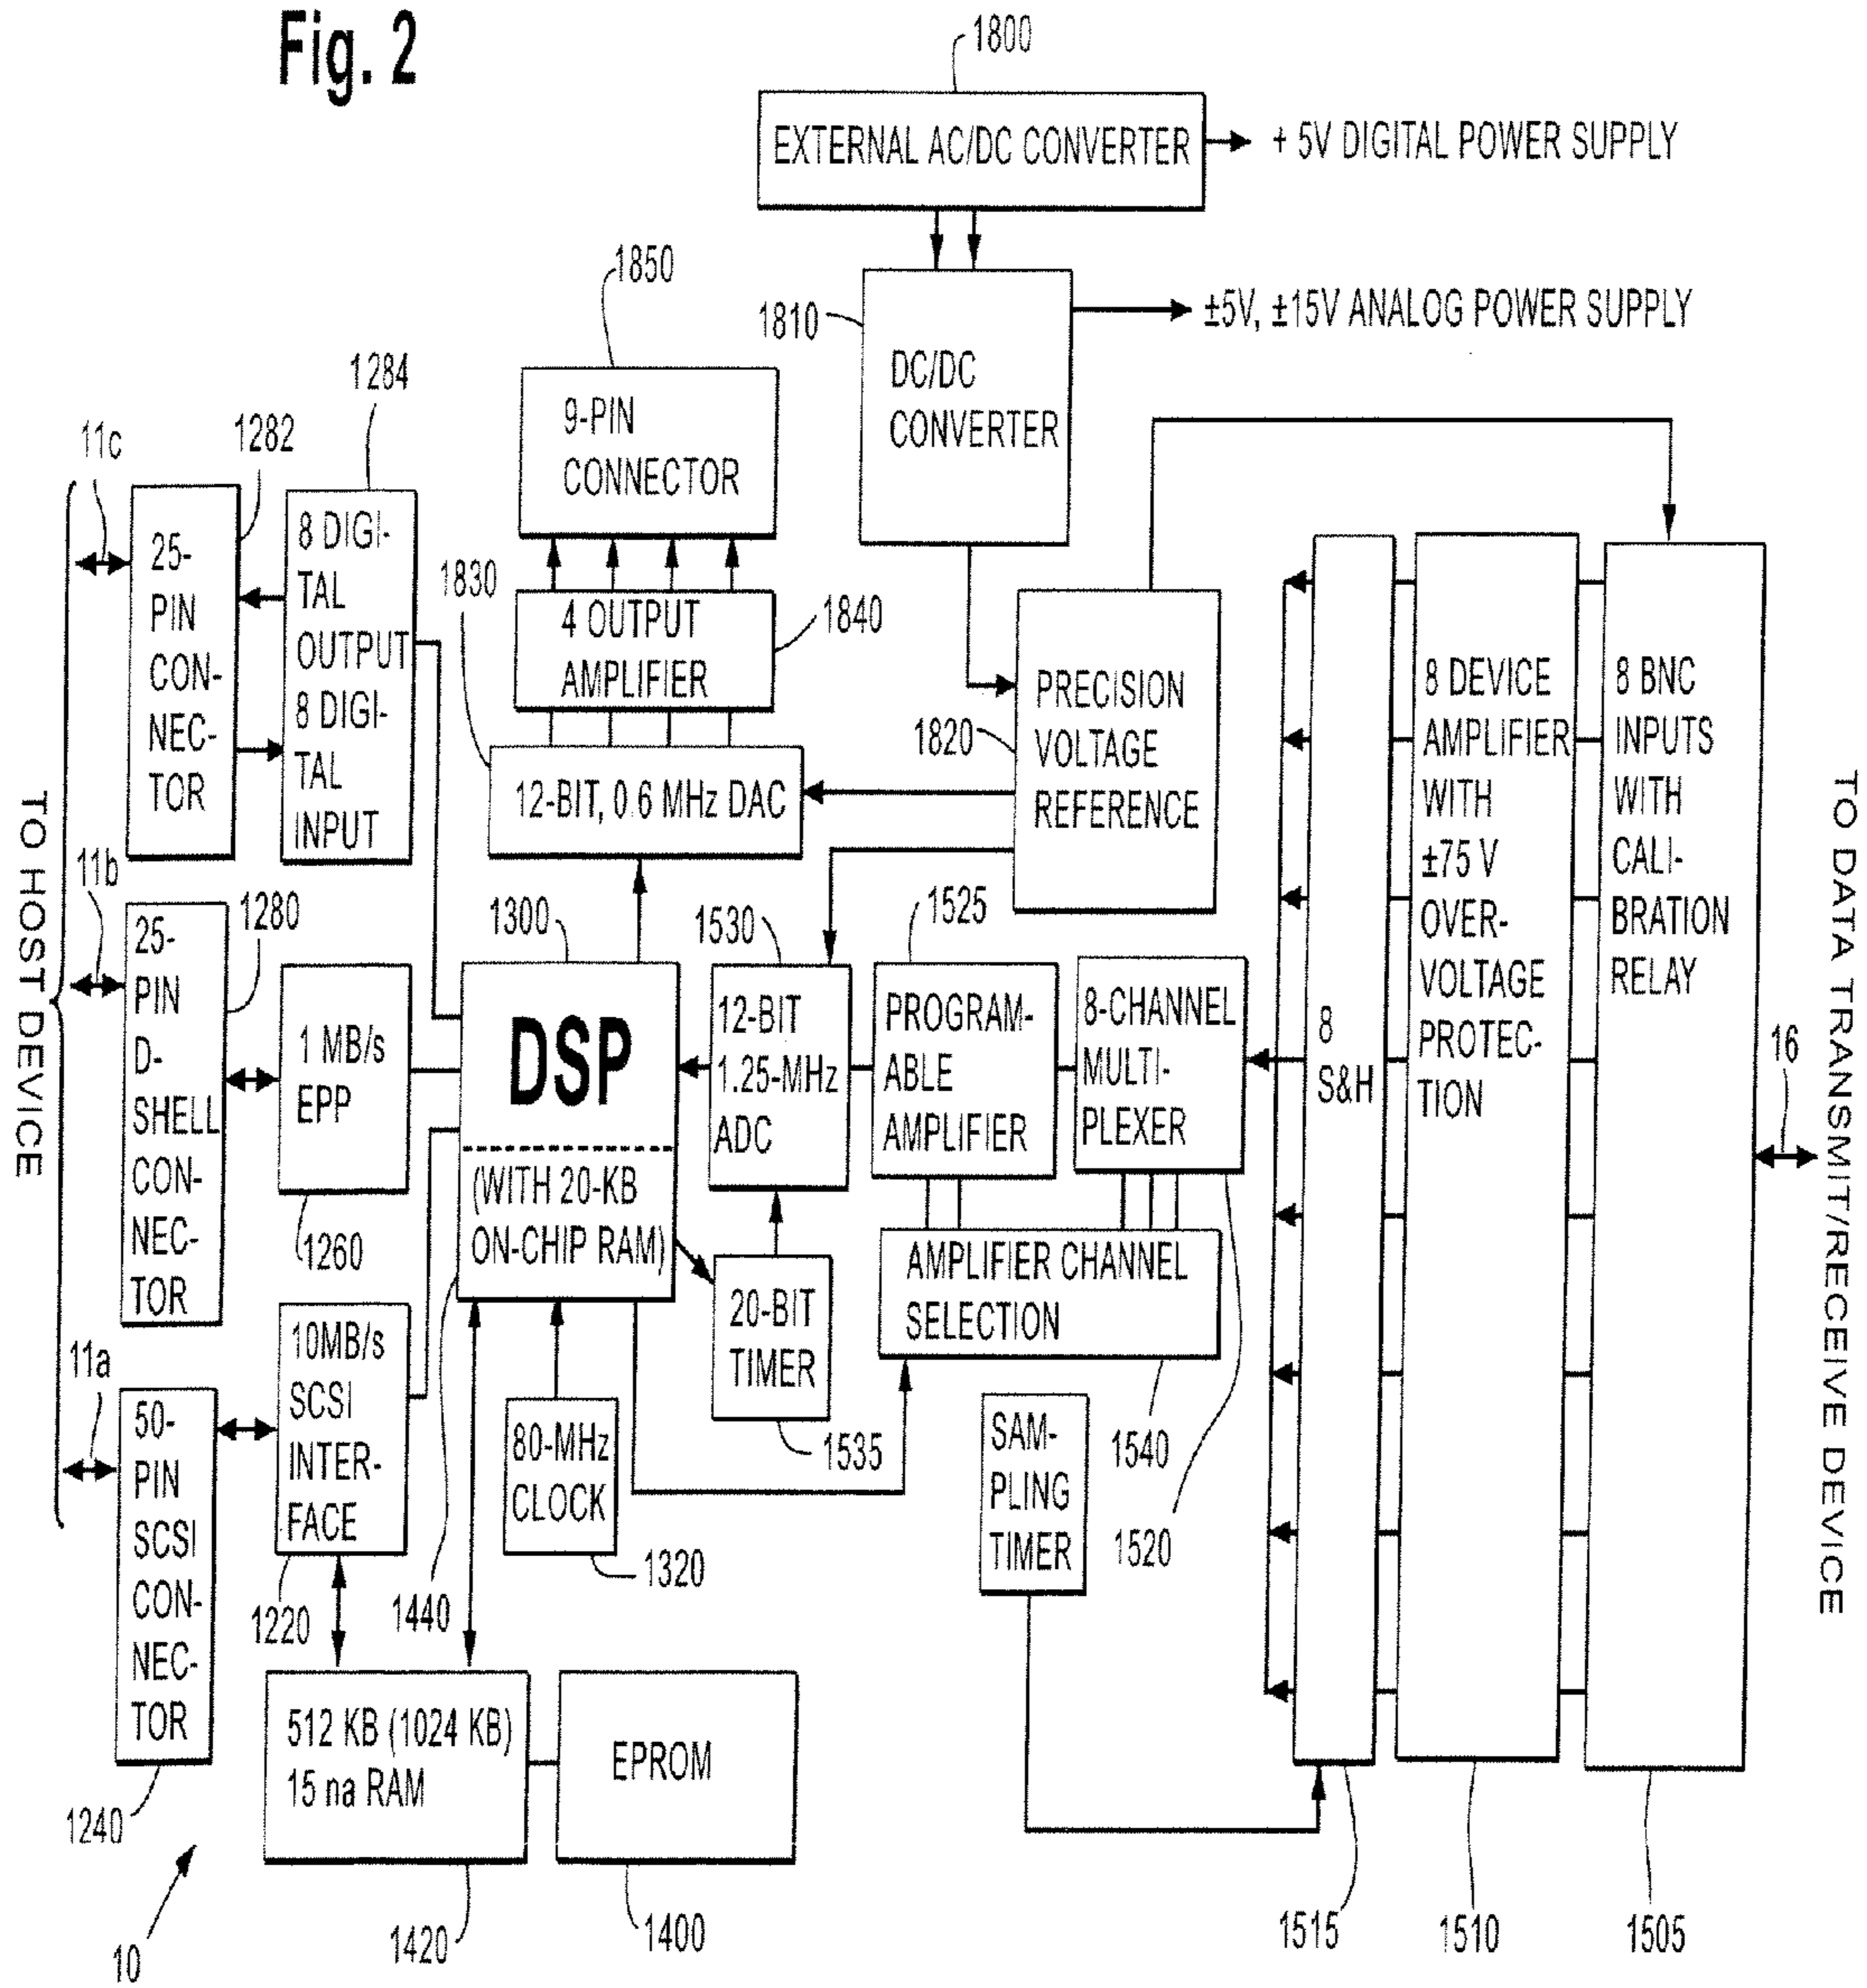 Fig. 2
1800
EXTERNAL AC/DC CONVERTER
+ 5V DIGITAL POWER SUPPLY
1850
1810
DC/DC
CONVERTER
±5V, ±15V ANALOG POWER SUPPLY
9-PIN
CONNECTOR
1284
1282
11c
25-
PIN
CON-
NEC-
TOR
8 DIGI-
TAL
OUTPUT
8 DIGI-
TAL
INPUT
1830
4 OUTPUT
AMPLIFIER
1840
12-BIT, 0.6 MHz DAC
1820
PRECISION
VOLTAGE
REFERENCE
8
S&H
8 DEVICE
AMPLIFIER
WITH
±75 V
OVER-
VOLTAGE
PROTEC-
TION
8 BNC
INPUTS
WITH
CALI-
BRATION
RELAY
TO HOST DEVICE
TO DATA TRANSMIT/RECEIVE DEVICE
16
11b
1280
25-
PIN
D-
SHELL
CON-
NEC-
TOR
1 MB/s
EPP
1260
1300
DSP
(WITH 20-KB
ON-CHIP RAM)
1530
12-BIT
1.25-MHz
ADC
1525
PROGRAM-
ABLE
AMPLIFIER
8-CHANNEL
MULTI-
PLEXER
AMPLIFIER CHANNEL
SELECTION
20-BIT
TIMER
1535
1540
1520
11a
50-
PIN
SCSI
CON-
NEC-
TOR
10MB/s
SCSI
INTER-
FACE
80-MHz
CLOCK
1320
SAM-
PLING
TIMER
1220
1440
1240
512 KB (1024 KB)
15 na RAM
EPROM
10
1420
1400
1515
1510
1505